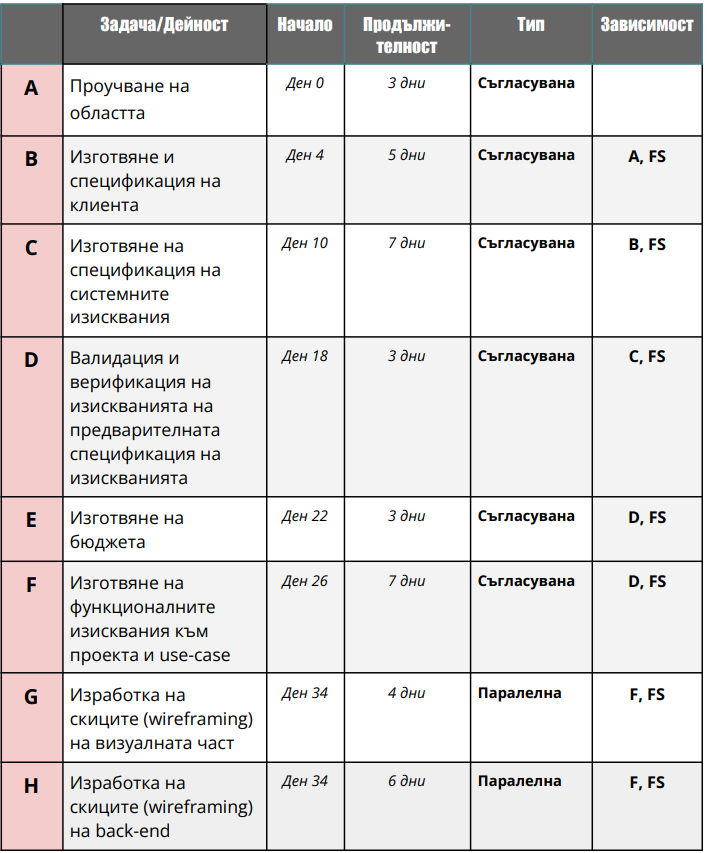 Задача/Дейност Начало Продължи- Тип Зависимост
телност
A Проучване на Ден 0 3 дни Съгласувана
областта
B Изготвяне и Ден 4 5 дни Съгласувана A, FS
спецификация на
клиента
C Изготвяне на Ден 10 7 дни Съгласувана B, FS
спецификация на
системните
изисквания
D Валидация и Ден 18 3 дни Съгласувана C, FS
верификация на
изискванията на
предварителната
спецификация на
изискванията
E Изготвяне на Ден 22 3 дни Съгласувана D, FS
бюджета
F Изготвяне на Ден 26 7 дни Съгласувана D, FS
функционалните
изисквания към
проекта и use-case
G Изработка на Ден 34 4 дни Паралелна F, FS
скиците (wireframing)
на визуалната част
H Изработка на Ден 34 6 дни Паралелна F, FS
скиците (wireframing)
на back-end